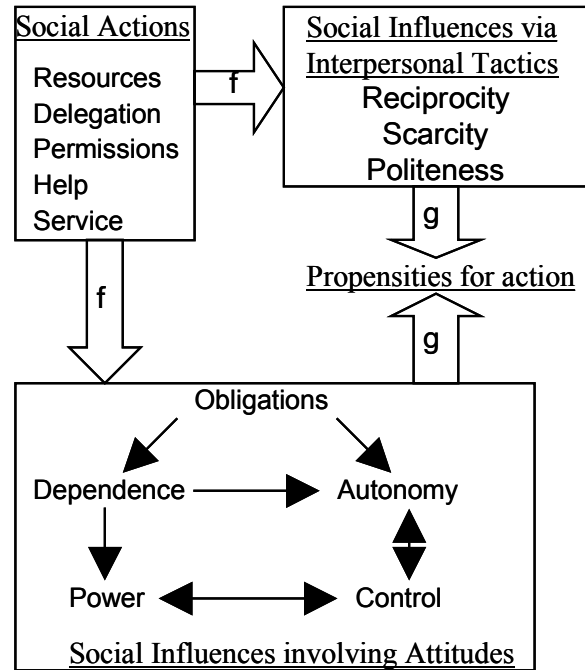 Social Actions
Resources
Delegation
Permissions
Help
Service
f
Social Influences via
Interpersonal Tactics
Reciprocity
Scarcity
Politeness
g
Propensities for action
f
g
Obligations
Dependence
Autonomy
Power
Control
Social Influences involving Attitudes